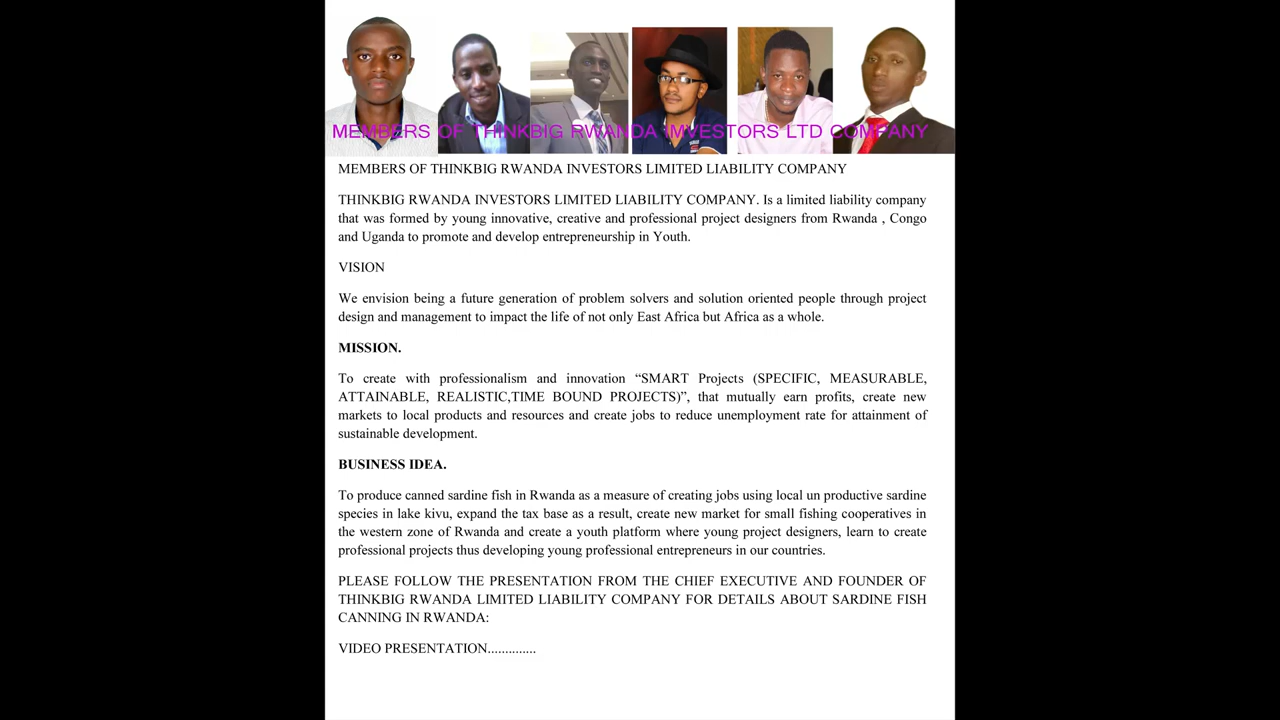 MEMBERS OF THINKBIG RWANDA IMVESTORS LTD COMPANY
MEMBERS OF THINKBIG RWANDA INVESTORS LIMITED LIABILITY COMPANY
THINKBIG RWANDA INVESTORS LIMITED LIABILITY COMPANY. Is a limited liability company
that was formed by young innovative, creative and professional project designers from Rwanda , Congo
and Uganda to promote and develop entrepreneurship in Youth.
VISION
We envision being a future generation of problem solvers and solution oriented people through project
design and management to impact the life of not only East Africa but Africa as a whole.
MISSION.
To create with professionalism and innovation “SMART Projects (SPECIFIC, MEASURABLE,
ATTAINABLE, REALISTIC,TIME BOUND PROJECTS)”, that mutually earn profits, create new
markets to local products and resources and create jobs to reduce unemployment rate for attainment of
sustainable development.
BUSINESS IDEA.
To produce canned sardine fish in Rwanda as a measure of creating jobs using local un productive sardine
species in lake kivu, expand the tax base as a result, create new market for small fishing cooperatives in
the western zone of Rwanda and create a youth platform where young project designers, learn to create
professional projects thus developing young professional entrepreneurs in our countries.
PLEASE FOLLOW THE PRESENTATION FROM THE CHIEF EXECUTIVE AND FOUNDER OF
THINKBIG RWANDA LIMITED LIABILITY COMPANY FOR DETAILS ABOUT SARDINE FISH
CANNING IN RWANDA:
VIDEO PRESENTATION..............